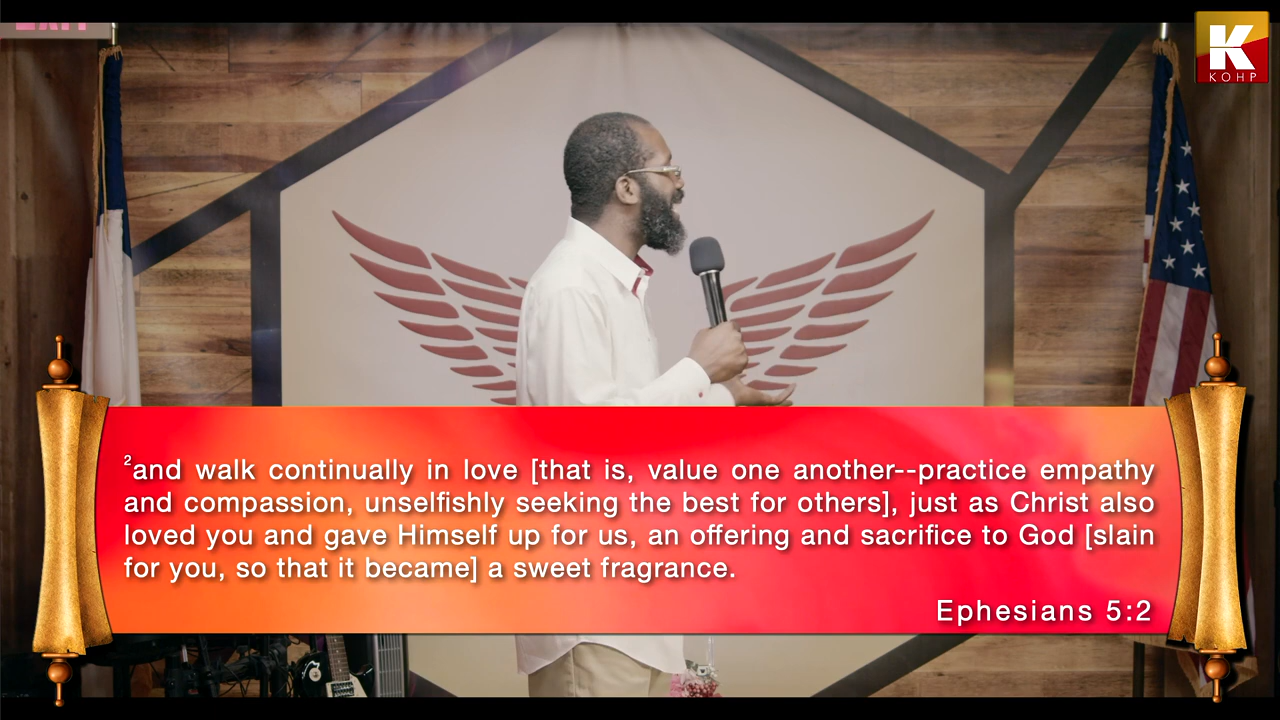 EXIT
K
KOHP
²and walk continually in love [that is, value one another--practice empathy
and compassion, unselfishly seeking the best for others], just as Christ also
loved you and gave Himself up for us, an offering and sacrifice to God [slain
for you, so that it became] a sweet fragrance.
Ephesians 5:2